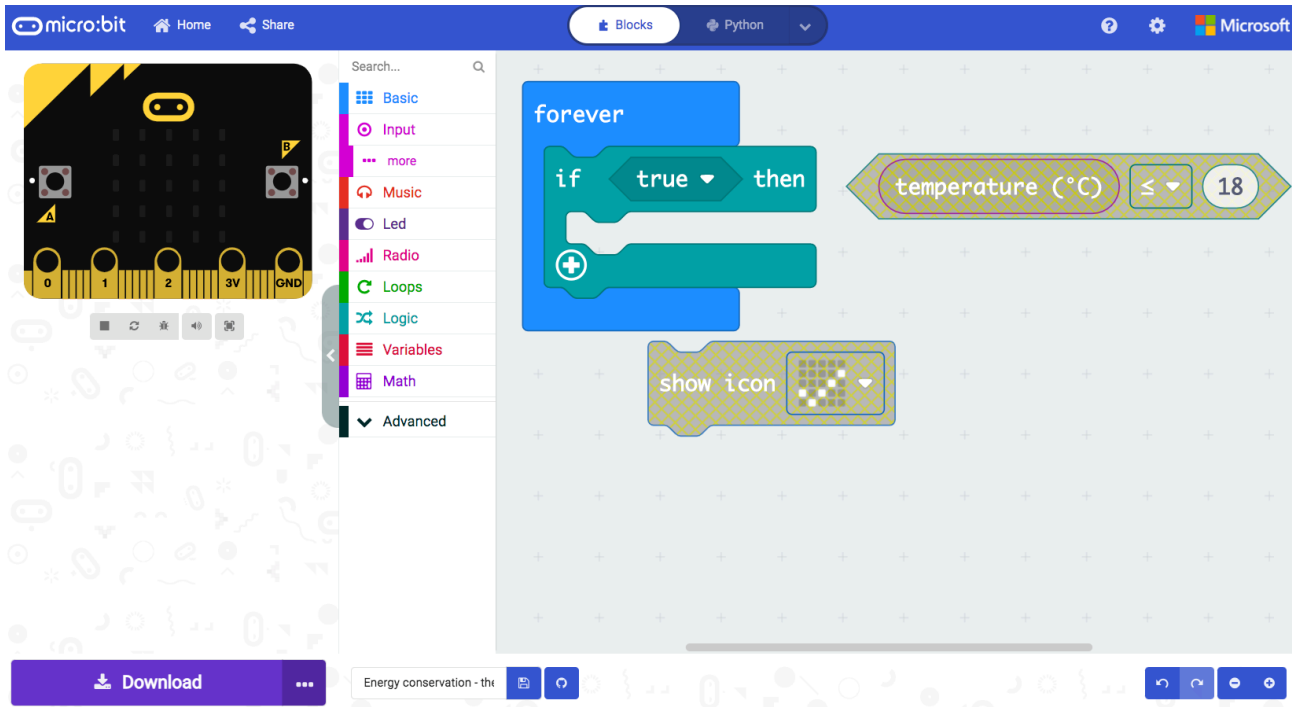 micro:bit Home Share Blocks Python Microsoft
Search...
Basic
Input
more
Music
Led
Radio
Loops
Logic
Variables
Math
Advanced
B
A
0 1 2 3V GND
forever
if true then
temperature (°C) ≤ 18
show icon
Download
Energy conservation - the